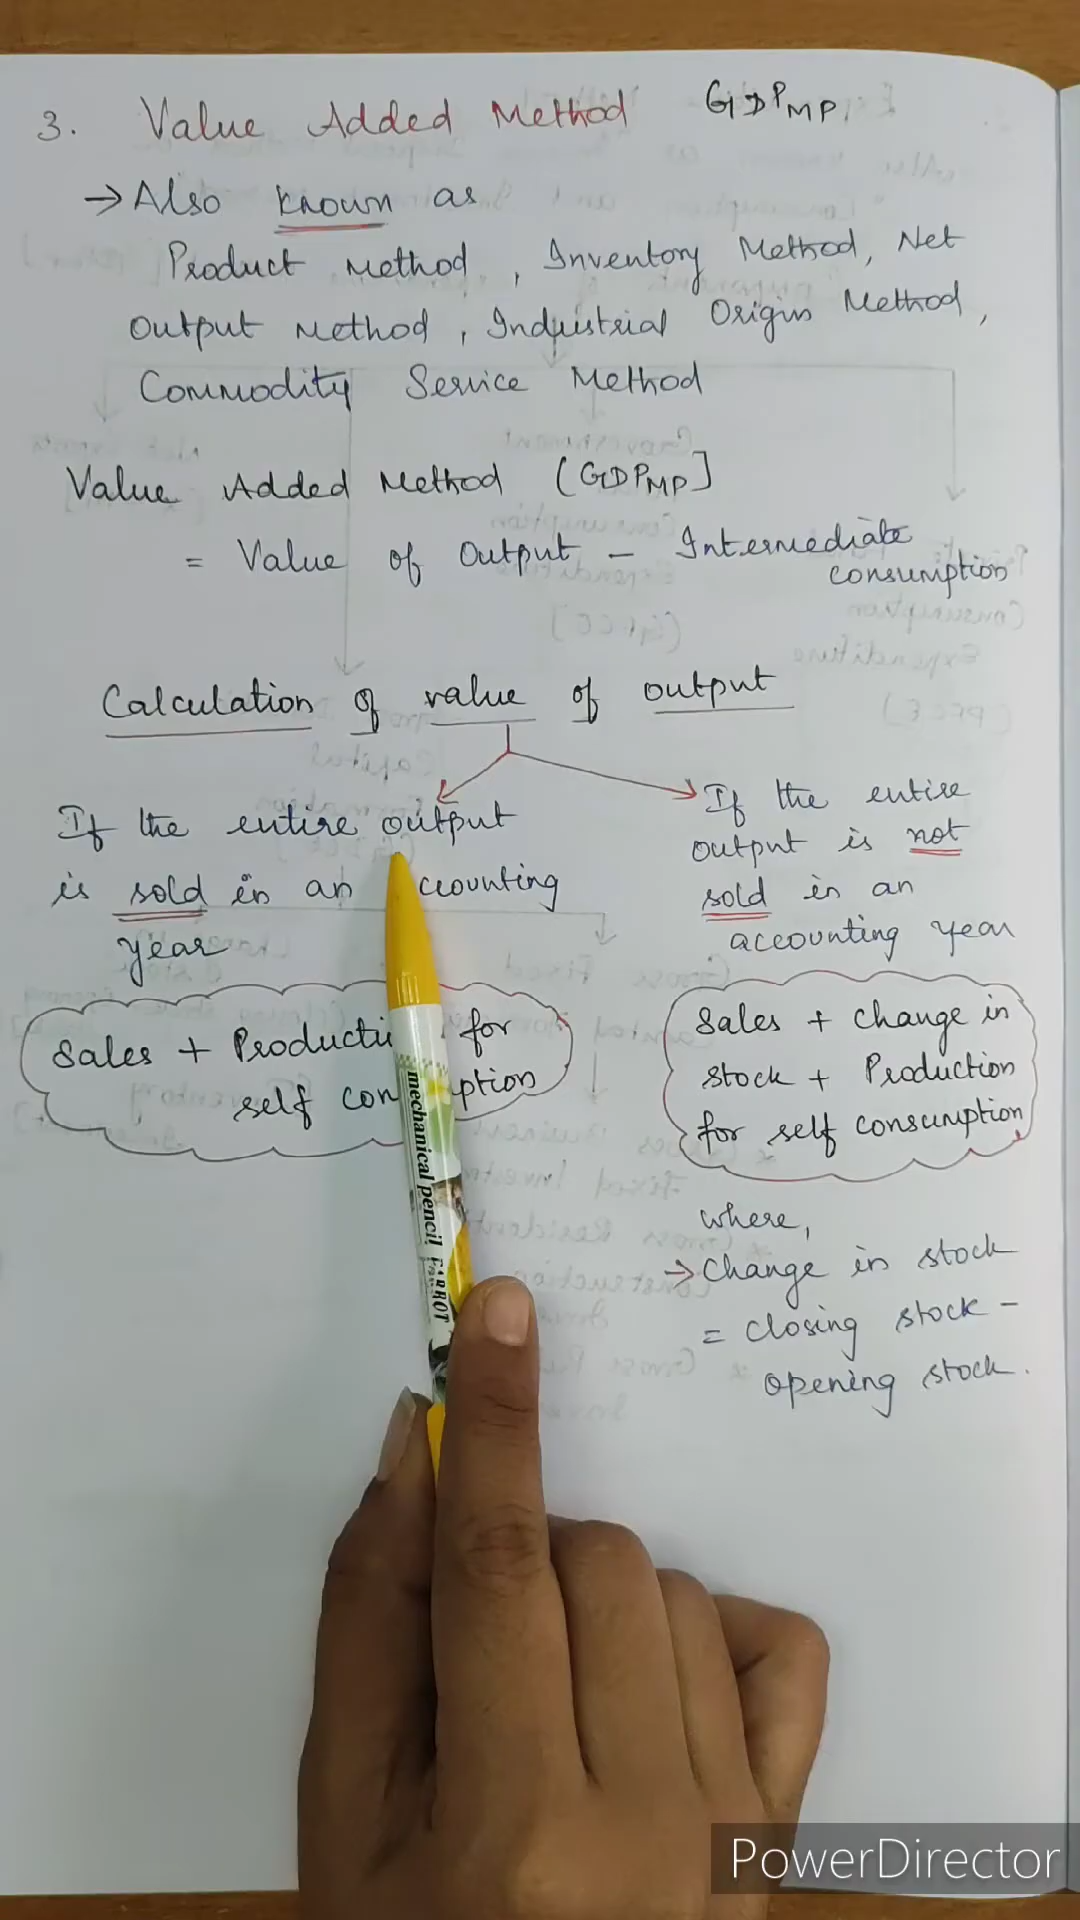 3. Value Added Method GDPMP
→ Also known as
Product Method, Inventory Method, Net
Output Method, Industrial Origin Method,
Commodity Service Method
Value Added Method (GDPMP]
= Value of Output - Intermediate
consumption
Calculation of value of output
If the entire output
is sold in an ccounting
year
Sales + Producti for
self con ption
If the entire
output is not
sold in an
accounting year
Sales + change in
stock + Production
for self consumption
where,
→ Change in stock
= closing stock -
opening stock.
mechanical pencil PARROT
PowerDirector